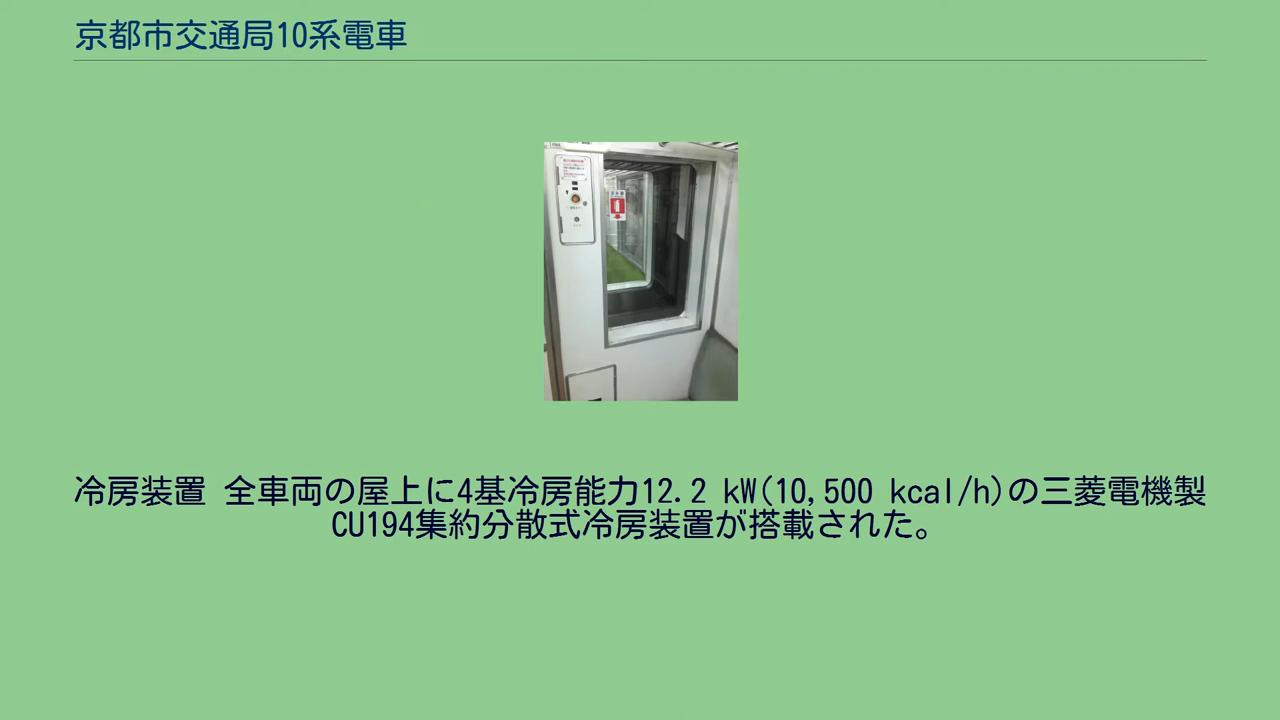 京都市交通局10系電車
冷房装置 全車両の屋上に4基冷房能力12.2 kW(10,500 kcal/h)の三菱電機製
CU194集約分散式冷房装置が搭載された。